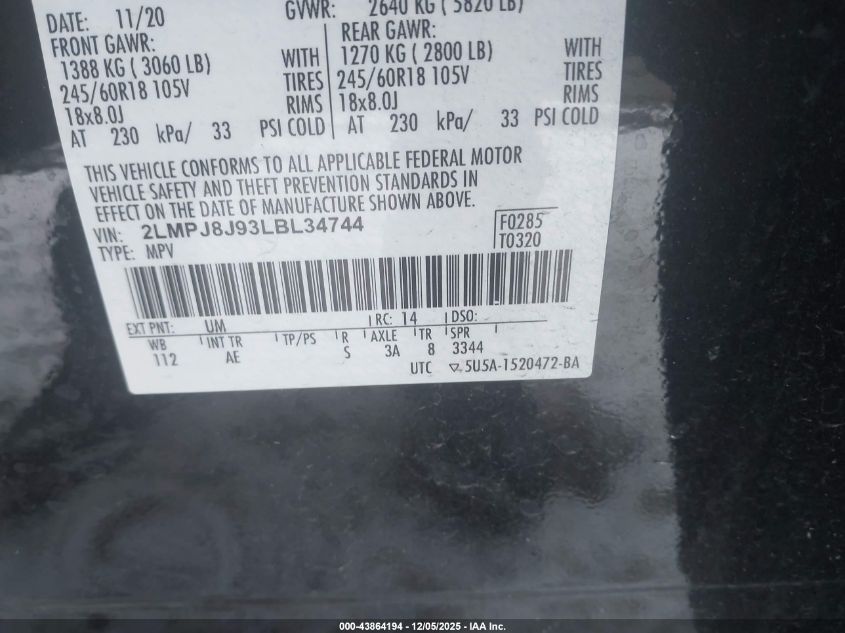 DATE: 11/20 GVWR: 2640 KG ( 5820 LB)
FRONT GAWR: REAR GAWR:
1388 KG ( 3060 LB) WITH 1270 KG ( 2800 LB) WITH
245/60R18 105V TIRES 245/60R18 105V TIRES
18x8.0J RIMS 18x8.0J RIMS
AT 230 kPa/ 33 PSI COLD AT 230 kPa/ 33 PSI COLD
THIS VEHICLE CONFORMS TO ALL APPLICABLE FEDERAL MOTOR
VEHICLE SAFETY AND THEFT PREVENTION STANDARDS IN
EFFECT ON THE DATE OF MANUFACTURE SHOWN ABOVE.
VIN: 2LMPJ8J93LBL34744 F0285
TYPE: MPV T0320
EXT PNT: UM RC: 14 DSO:
WB INT TR TP/PS R AXLE TR SPR
112 AE S 3A 8 3344
UTC 5U5A-1520472-BA
000-43864194 - 12/05/2025 - IAA Inc.